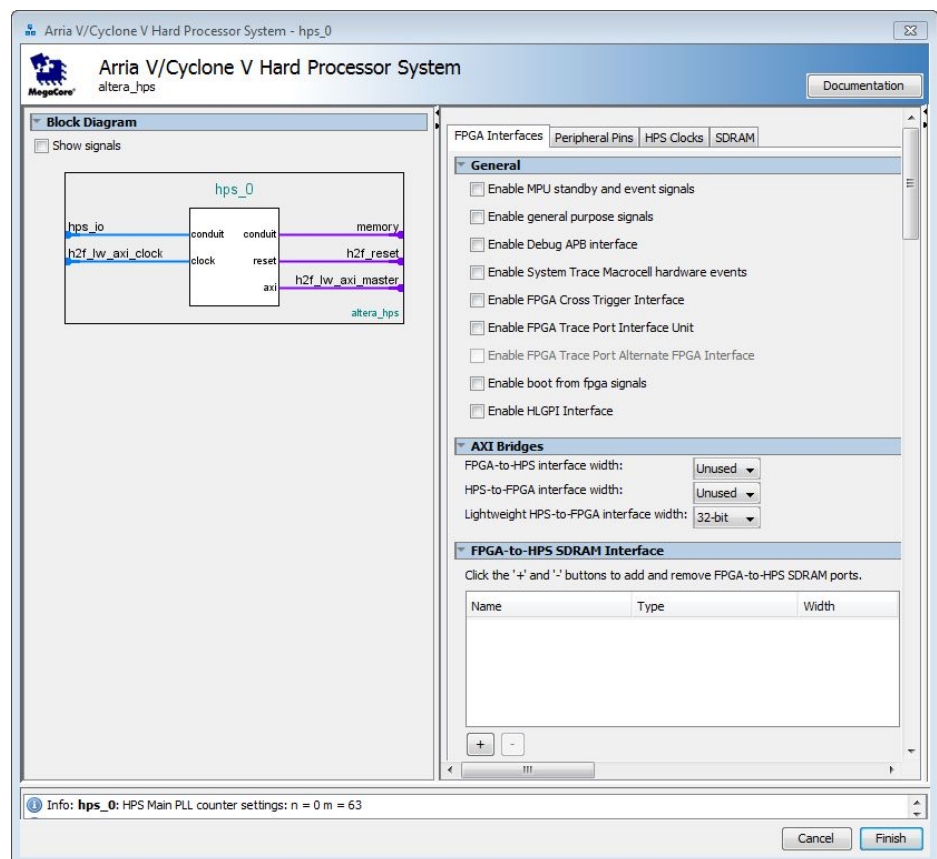 Arria V/Cyclone V Hard Processor System - hps_0
MegaCore'
Arria V/Cyclone V Hard Processor System
altera_hps
Documentation
Block Diagram
Show signals
hps_0
hps_io
conduit
conduit
memory
h2f_lw_axi_clock
clock
reset
h2f_reset
axi
h2f_lw_axi_master
altera_hps
FPGA Interfaces
Peripheral Pins
HPS Clocks
SDRAM
General
Enable MPU standby and event signals
Enable general purpose signals
Enable Debug APB interface
Enable System Trace Macrocell hardware events
Enable FPGA Cross Trigger Interface
Enable FPGA Trace Port Interface Unit
Enable FPGA Trace Port Alternate FPGA Interface
Enable boot from fpga signals
Enable HLGPI Interface
AXI Bridges
FPGA-to-HPS interface width: Unused
HPS-to-FPGA interface width: Unused
Lightweight HPS-to-FPGA interface width: 32-bit
FPGA-to-HPS SDRAM Interface
Click the '+' and '-' buttons to add and remove FPGA-to-HPS SDRAM ports.
Name Type Width
+ -
Info: hps_0: HPS Main PLL counter settings: n = 0 m = 63
Cancel Finish